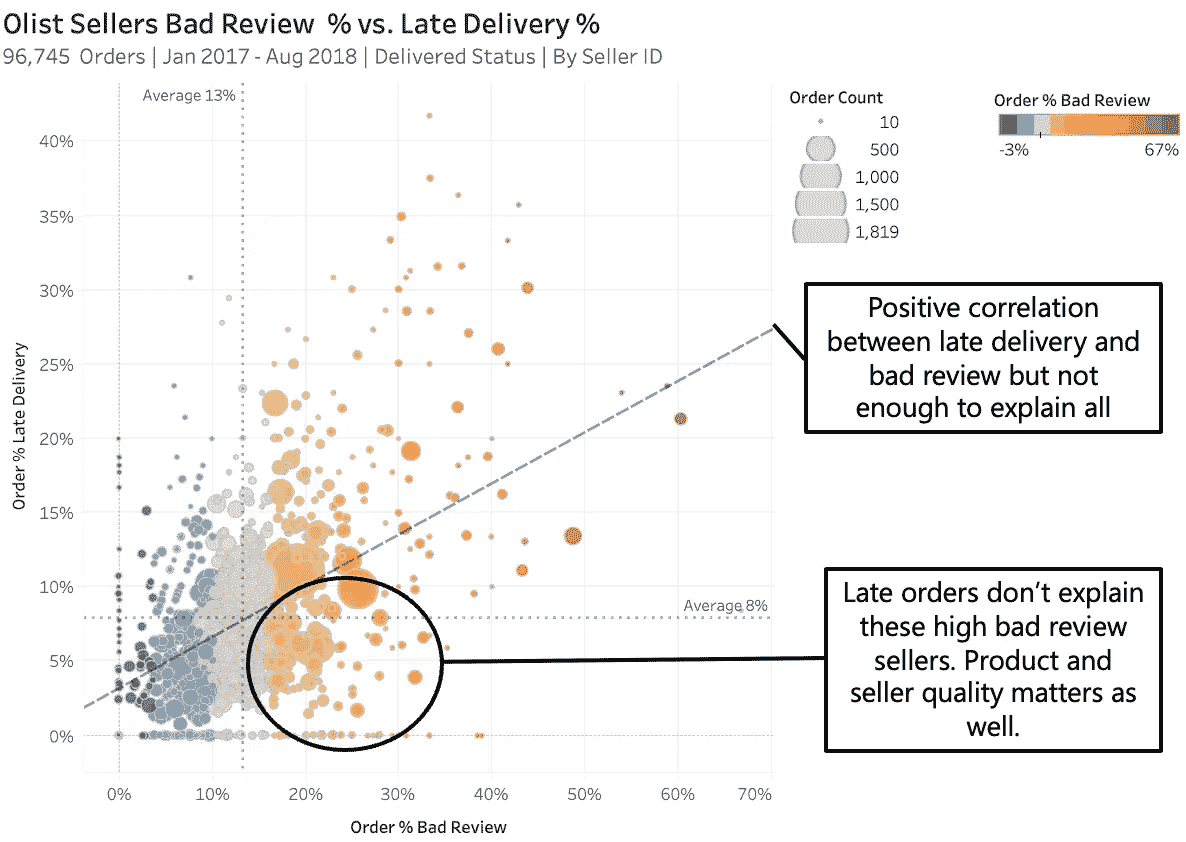 Olist Sellers Bad Review % vs. Late Delivery %
96,745 Orders | Jan 2017 - Aug 2018 | Delivered Status | By Seller ID
Average 13%
Order Count
10
500
1,000
1,500
1,819
Order % Bad Review
-3% 67%
Order % Late Delivery
40%
35%
30%
25%
20%
15%
10%
5%
0%
Average 8%
Positive correlation
between late delivery and
bad review but not
enough to explain all
Late orders don't explain
these high bad review
sellers. Product and
seller quality matters as
well.
0% 10% 20% 30% 40% 50% 60% 70%
Order % Bad Review